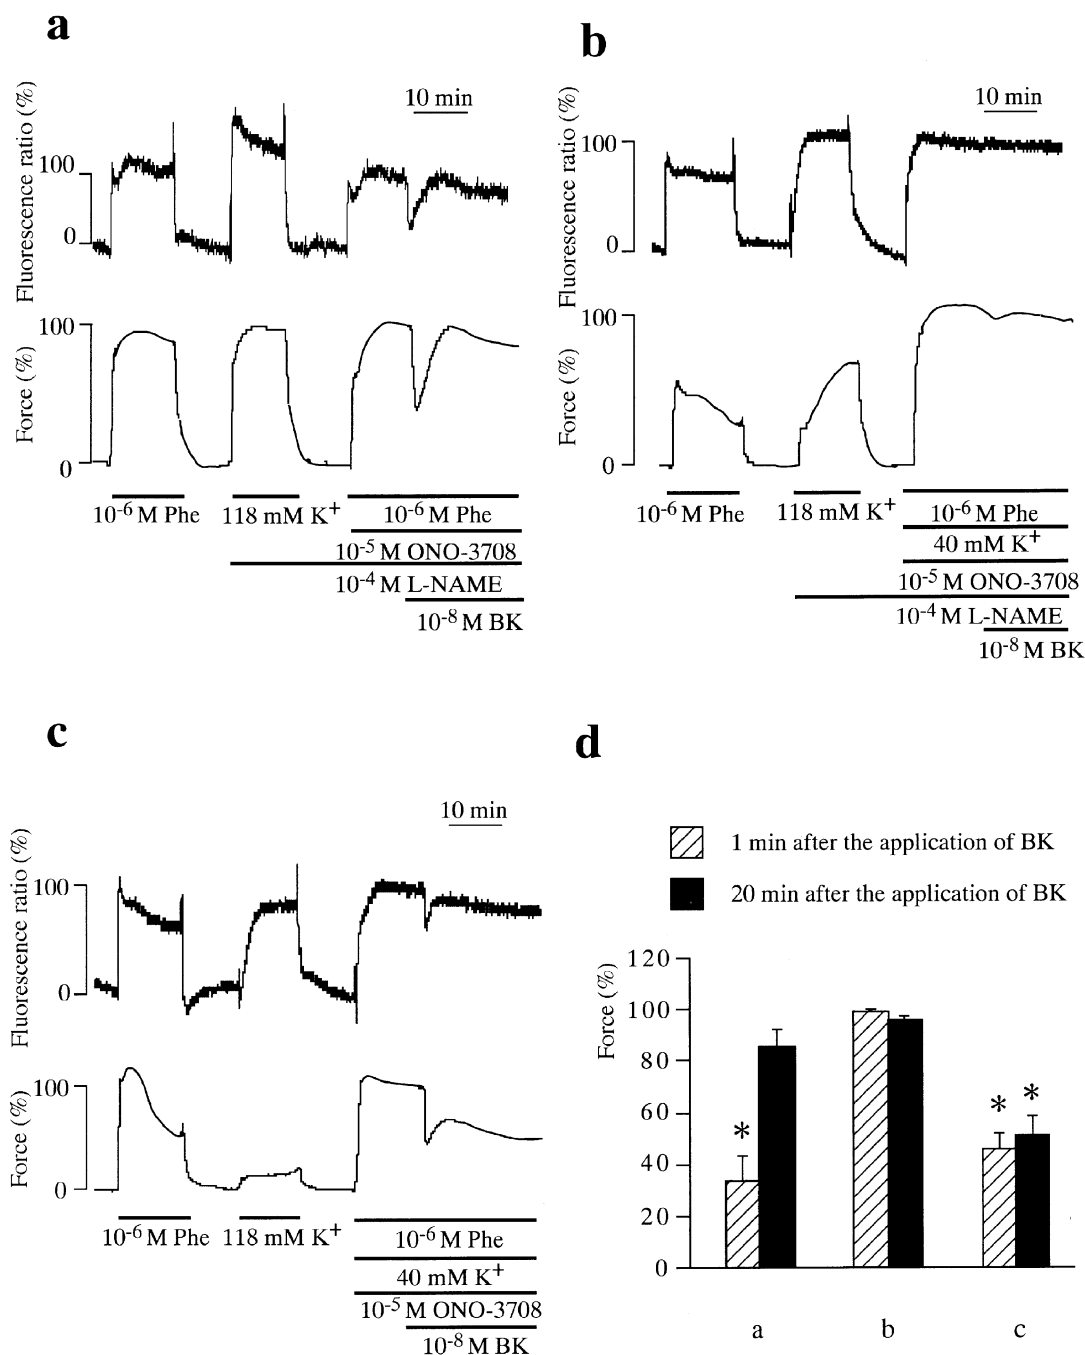 a
10 min
Fluorescence ratio (%)
100
0
Force (%)
100
0
10-6 M Phe
118 mM K+
10-6 M Phe
10-5 M ONO-3708
10-4 M L-NAME
10-8 M BK
b
10 min
Fluorescence ratio (%)
100
0
Force (%)
100
0
10-6 M Phe
118 mM K+
10-6 M Phe
40 mM K+
10-5 M ONO-3708
10-4 M L-NAME
10-8 M BK
c
10 min
Fluorescence ratio (%)
100
0
Force (%)
100
0
10-6 M Phe
118 mM K+
10-6 M Phe
40 mM K+
10-5 M ONO-3708
10-8 M BK
d
1 min after the application of BK
20 min after the application of BK
Force (%)
120
100
80
60
40
20
0
*
*
*
a
b
c